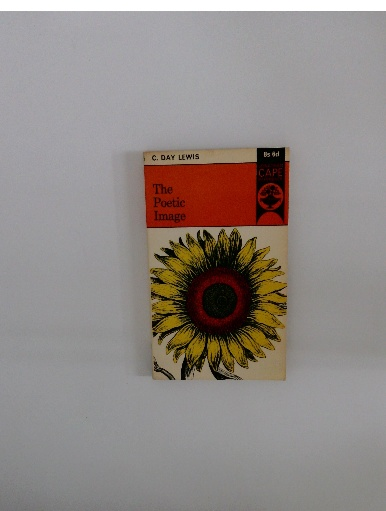 C. DAY LEWIS
8s 6d
CAPE
The
Poetic
Image